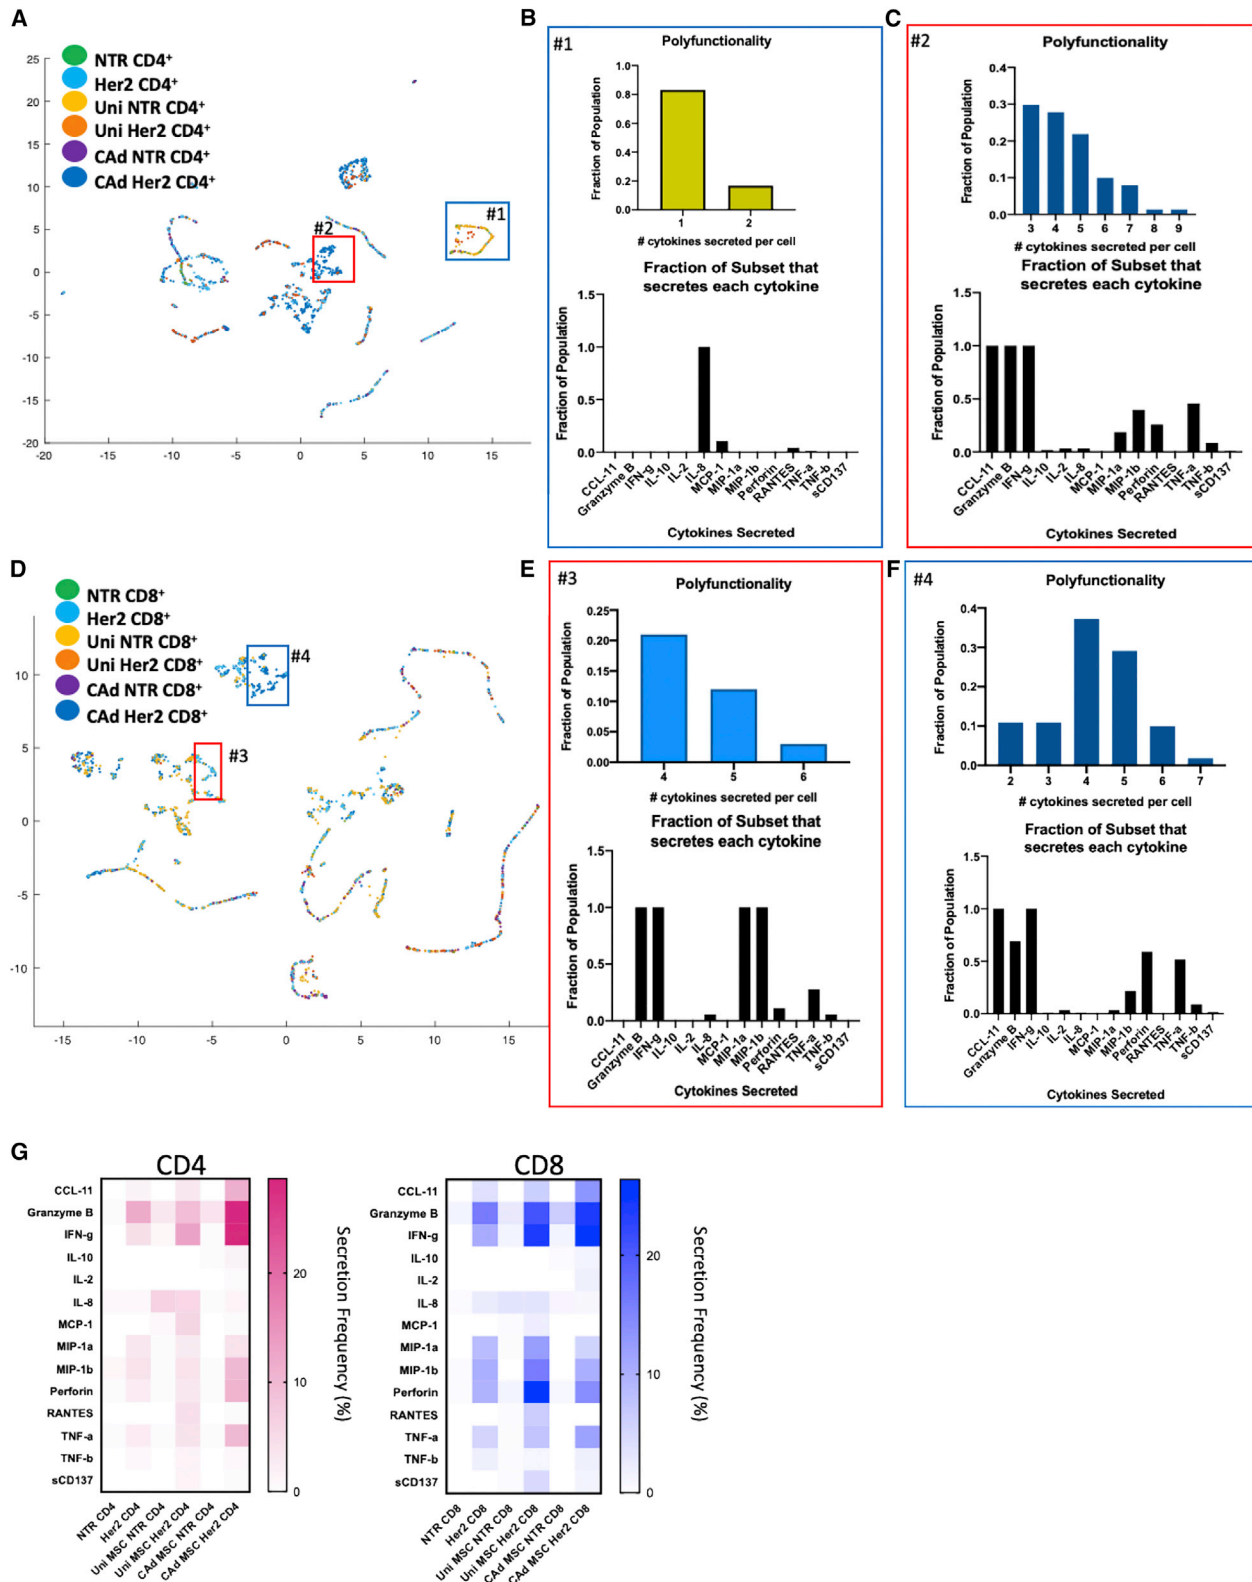 A
NTR CD4+
Her2 CD4+
Uni NTR CD4+
Uni Her2 CD4+
CAd NTR CD4+
CAd Her2 CD4+
25
20
15
10
5
0
-5
-10
-15
-20
-20 -15 -10 -5 0 5 10 15
#1
#2
B
#1
Polyfunctionality
Fraction of Population
1.0
0.8
0.6
0.4
0.2
0.0
1 2
# cytokines secreted per cell
Fraction of Subset that
secretes each cytokine
Fraction of Population
1.5
1.0
0.5
0.0
CCL-11
Granzyme B
IFN-g
IL-10
IL-2
IL-8
MCP-1
MIP-1a
MIP-1b
Perforin
RANTES
TNF-a
TNF-b
sCD137
Cytokines Secreted
C
#2
Polyfunctionality
Fraction of Population
0.4
0.3
0.2
0.1
0.0
3 4 5 6 7 8 9
# cytokines secreted per cell
Fraction of Subset that
secretes each cytokine
Fraction of Population
1.5
1.0
0.5
0.0
CCL-11
Granzyme B
IFN-g
IL-10
IL-2
IL-8
MCP-1
MIP-1a
MIP-1b
Perforin
RANTES
TNF-a
TNF-b
sCD137
Cytokines Secreted
D
NTR CD8+
Her2 CD8+
Uni NTR CD8+
Uni Her2 CD8+
CAd NTR CD8+
CAd Her2 CD8+
10
5
0
-5
-10
-15 -10 -5 0 5 10 15
#4
#3
E
#3
Polyfunctionality
Fraction of Population
0.25
0.20
0.15
0.10
0.05
0.00
4 5 6
# cytokines secreted per cell
Fraction of Subset that
secretes each cytokine
Fraction of Population
1.5
1.0
0.5
0.0
CCL-11
Granzyme B
IFN-g
IL-10
IL-2
IL-8
MCP-1
MIP-1a
MIP-1b
Perforin
RANTES
TNF-a
TNF-b
sCD137
Cytokines Secreted
F
#4
Polyfunctionality
Fraction of Population
0.4
0.3
0.2
0.1
0.0
2 3 4 5 6 7
# cytokines secreted per cell
Fraction of Subset that
secretes each cytokine
Fraction of Population
1.5
1.0
0.5
0.0
CCL-11
Granzyme B
IFN-g
IL-10
IL-2
IL-8
MCP-1
MIP-1a
MIP-1b
Perforin
RANTES
TNF-a
TNF-b
sCD137
Cytokines Secreted
G
CD4
CCL-11
Granzyme B
IFN-g
IL-10
IL-2
IL-8
MCP-1
MIP-1a
MIP-1b
Perforin
RANTES
TNF-a
TNF-b
sCD137
NTR CD4
Her2 CD4
Uni MSC NTR CD4
Uni MSC Her2 CD4
CAd MSC NTR CD4
CAd MSC Her2 CD4
20
10
0
Secretion Frequency (%)
CD8
CCL-11
Granzyme B
IFN-g
IL-10
IL-2
IL-8
MCP-1
MIP-1a
MIP-1b
Perforin
RANTES
TNF-a
TNF-b
sCD137
NTR CD8
Her2 CD8
Uni MSC NTR CD8
Uni MSC Her2 CD8
CAd MSC NTR CD8
CAd MSC Her2 CD8
20
10
0
Secretion Frequency (%)